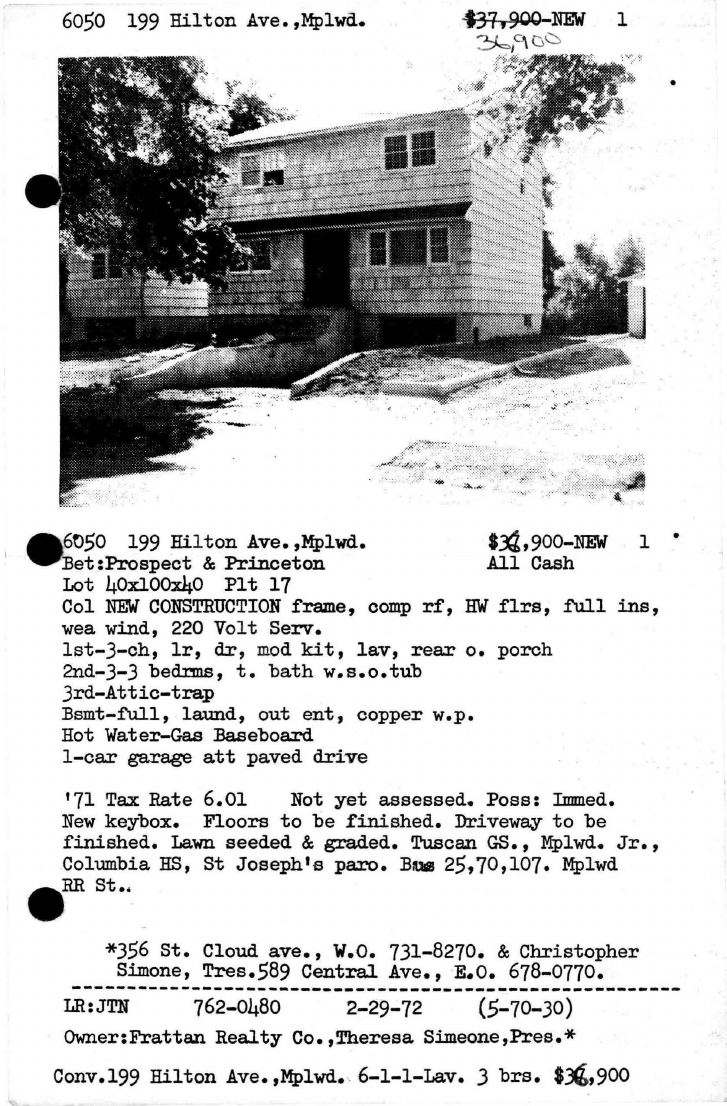 6050 199 Hilton Ave.,Mplwd. $37,900-NEW 1
36,900
6050 199 Hilton Ave.,Mplwd. $36,900-NEW 1
Bet:Prospect & Princeton All Cash
Lot 40x100x40 Plt 17
Col NEW CONSTRUCTION frame, comp rf, HW flrs, full ins,
wea wind, 220 Volt Serv.
1st-3-ch, lr, dr, mod kit, lav, rear o. porch
2nd-3-3 bedrms, t. bath w.s.o.tub
3rd-Attic-trap
Bsmt-full, laund, out ent, copper w.p.
Hot Water-Gas Baseboard
1-car garage att paved drive
'71 Tax Rate 6.01 Not yet assessed. Poss: Immed.
New keybox. Floors to be finished. Driveway to be
finished. Lawn seeded & graded. Tuscan GS., Mplwd. Jr.,
Columbia HS, St Joseph's paro. Bus 25,70,107. Mplwd
RR St..
*356 St. Cloud ave., W.O. 731-8270. & Christopher
Simone, Tres.589 Central Ave., E.O. 678-0770.
LR:JTN 762-0480 2-29-72 (5-70-30)
Owner:Frattan Realty Co.,Theresa Simeone,Pres.*
Conv.199 Hilton Ave.,Mplwd. 6-1-1-Lav. 3 brs. $36,900